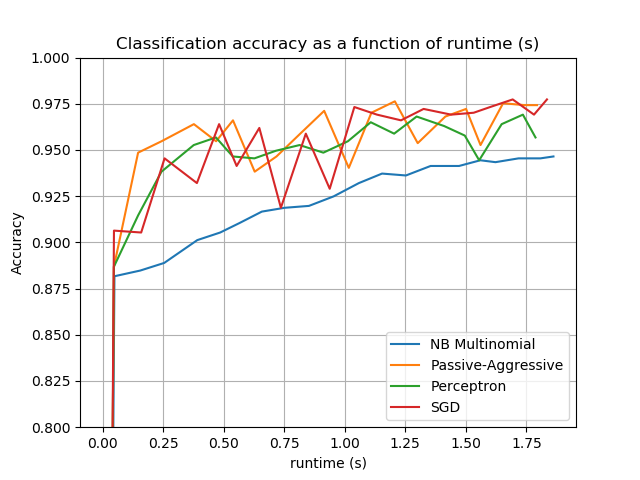 Classification accuracy as a function of runtime (s)
1.000
0.975
0.950
0.925
0.900
0.875
0.850
0.825
0.800
Accuracy
NB Multinomial
Passive-Aggressive
Perceptron
SGD
0.00 0.25 0.50 0.75 1.00 1.25 1.50 1.75
runtime (s)